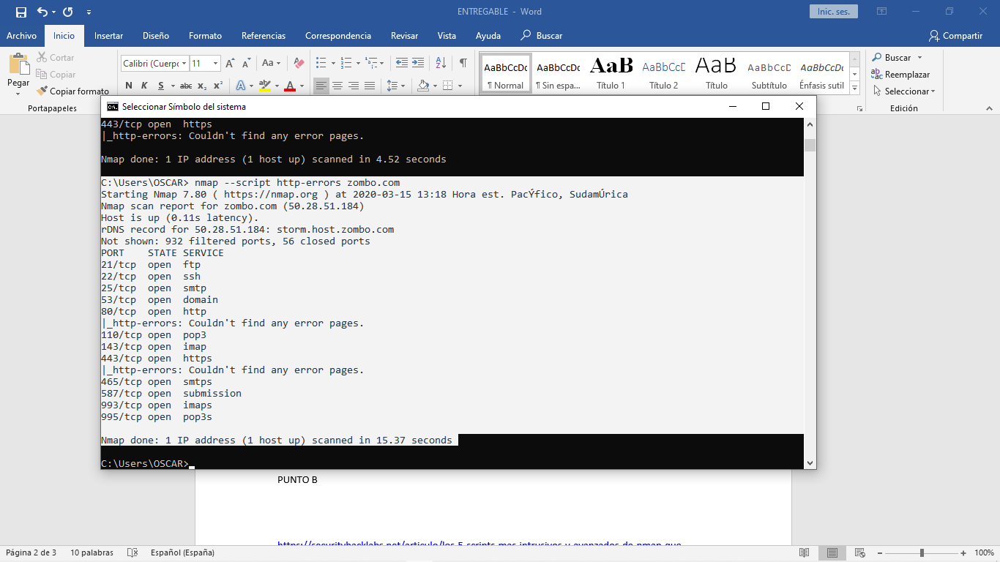 ENTREGABLE - Word
Inic. ses.
Archivo Inicio Insertar Diseño Formato Referencias Correspondencia Revisar Vista Ayuda Buscar Compartir
Pegar
Cortar
Copiar
Copiar formato
Portapapeles
Calibri (Cuerpo 11
Aa
N K S abc x₂ x²
A A
AaBbCcDc AaBbCcDc AaB AaBbCcD AaB AaBbCcD AaBbCcDc
¶ Normal ¶ Sin espa... Título 1 Título 2 Título Subtítulo Énfasis sutil
Buscar
Reemplazar
Seleccionar
Edición
Seleccionar Símbolo del sistema
443/tcp open  https
|_http-errors: Couldn't find any error pages.
Nmap done: 1 IP address (1 host up) scanned in 4.52 seconds
C:\Users\OSCAR> nmap --script http-errors zombo.com
Starting Nmap 7.80 ( https://nmap.org ) at 2020-03-15 13:18 Hora est. PacÝfico, SudamÚrica
Nmap scan report for zombo.com (50.28.51.184)
Host is up (0.11s latency).
rDNS record for 50.28.51.184: storm.host.zombo.com
Not shown: 932 filtered ports, 56 closed ports
PORT    STATE SERVICE
21/tcp  open  ftp
22/tcp  open  ssh
25/tcp  open  smtp
53/tcp  open  domain
80/tcp  open  http
|_http-errors: Couldn't find any error pages.
110/tcp open  pop3
143/tcp open  imap
443/tcp open  https
|_http-errors: Couldn't find any error pages.
465/tcp open  smtps
587/tcp open  submission
993/tcp open  imaps
995/tcp open  pop3s
Nmap done: 1 IP address (1 host up) scanned in 15.37 seconds
C:\Users\OSCAR>
PUNTO B
https://securityhacklabs.net/articulo/los-5-scripts-mas-intrusivos-y-avanzados-de-nmap-que
Página 2 de 3 10 palabras Español (España) 100%